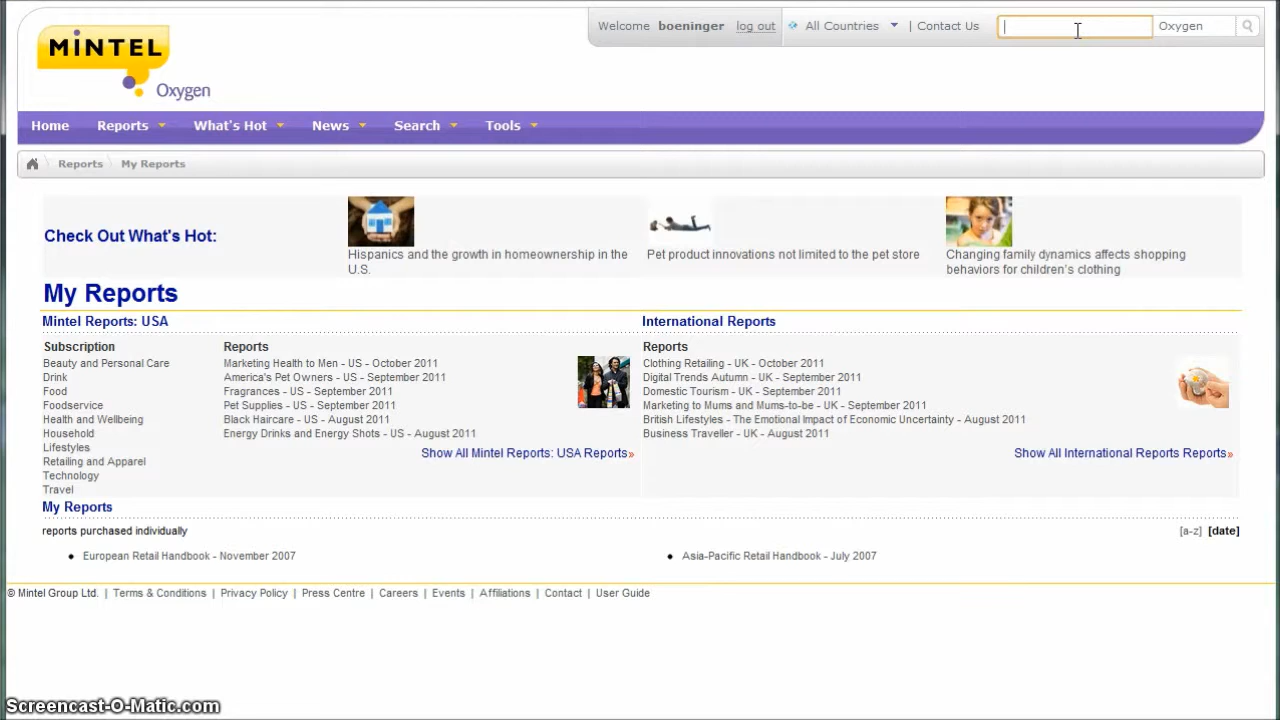 MINTEL
Oxygen
Welcome boeninger log out All Countries | Contact Us Oxygen
Home Reports What's Hot News Search Tools
Reports My Reports
Check Out What's Hot:
Hispanics and the growth in homeownership in the
U.S.
Pet product innovations not limited to the pet store
Changing family dynamics affects shopping
behaviors for children's clothing
My Reports
Mintel Reports: USA
Subscription
Beauty and Personal Care
Drink
Food
Foodservice
Health and Wellbeing
Household
Lifestyles
Retailing and Apparel
Technology
Travel
Reports
Marketing Health to Men - US - October 2011
America's Pet Owners - US - September 2011
Fragrances - US - September 2011
Pet Supplies - US - September 2011
Black Haircare - US - August 2011
Energy Drinks and Energy Shots - US - August 2011
Show All Mintel Reports: USA Reports»
International Reports
Reports
Clothing Retailing - UK - October 2011
Digital Trends Autumn - UK - September 2011
Domestic Tourism - UK - September 2011
Marketing to Mums and Mums-to-be - UK - September 2011
British Lifestyles - The Emotional Impact of Economic Uncertainty - August 2011
Business Traveller - UK - August 2011
Show All International Reports Reports»
My Reports
reports purchased individually [a-z] [date]
• European Retail Handbook - November 2007
• Asia-Pacific Retail Handbook - July 2007
© Mintel Group Ltd. | Terms & Conditions | Privacy Policy | Press Centre | Careers | Events | Affiliations | Contact | User Guide
Screencast-O-Matic.com